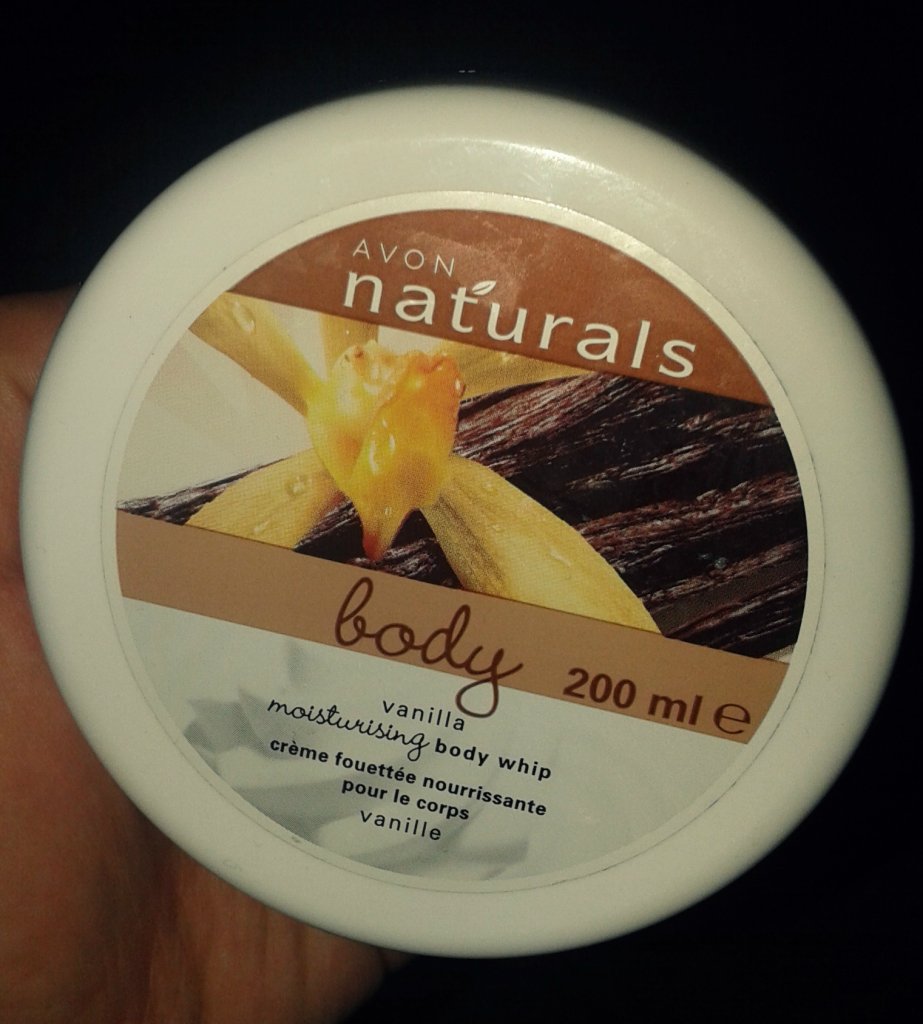 AVON
naturals
body
200 ml ℮
vanilla
moisturising body whip
crème fouettée nourrissante
pour le corps
vanille